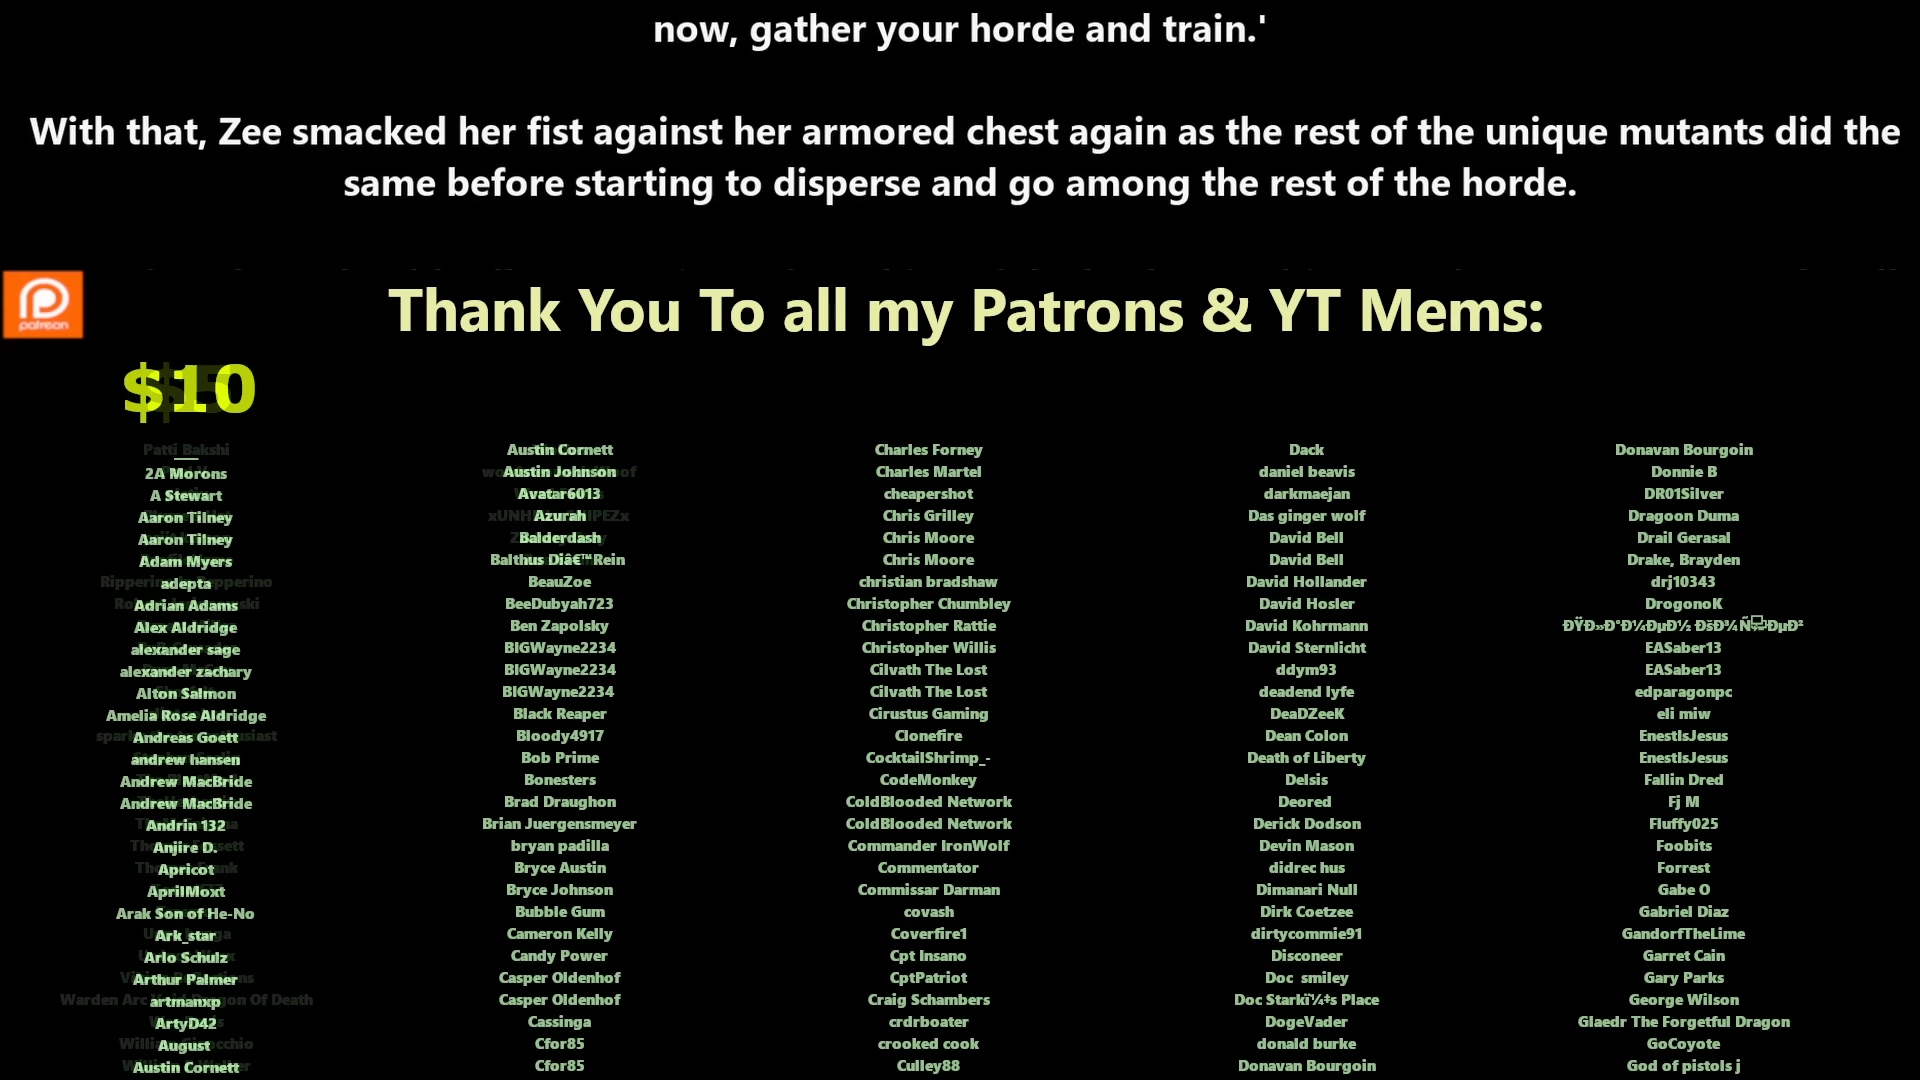 now, gather your horde and train.'
With that, Zee smacked her fist against her armored chest again as the rest of the unique mutants did the
same before starting to disperse and go among the rest of the horde.
patreon
Thank You To all my Patrons & YT Mems:
$10
__
2A Morons
A Stewart
Aaron Tilney
Aaron Tilney
Adam Myers
adepta
Adrian Adams
Alex Aldridge
alexander sage
alexander zachary
Alton Salmon
Amelia Rose Aldridge
Andreas Goett
andrew hansen
Andrew MacBride
Andrew MacBride
Andrin 132
Anjire D.
Apricot
AprilMoxt
Arak Son of He-No
Ark_star
Arlo Schulz
Arthur Palmer
artmanxp
ArtyD42
August
Austin Cornett
Austin Cornett
Austin Johnson
Avatar6013
Azurah
Balderdash
Balthus Diâ€™Rein
BeauZoe
BeeDubyah723
Ben Zapolsky
BIGWayne2234
BIGWayne2234
BIGWayne2234
Black Reaper
Bloody4917
Bob Prime
Bonesters
Brad Draughon
Brian Juergensmeyer
bryan padilla
Bryce Austin
Bryce Johnson
Bubble Gum
Cameron Kelly
Candy Power
Casper Oldenhof
Casper Oldenhof
Cassinga
Cfor85
Cfor85
Charles Forney
Charles Martel
cheapershot
Chris Grilley
Chris Moore
Chris Moore
christian bradshaw
Christopher Chumbley
Christopher Rattie
Christopher Willis
Cilvath The Lost
Cilvath The Lost
Cirustus Gaming
Clonefire
CocktailShrimp_-
CodeMonkey
ColdBlooded Network
ColdBlooded Network
Commander IronWolf
Commentator
Commissar Darman
covash
Coverfire1
Cpt Insano
CptPatriot
Craig Schambers
crdrboater
crooked cook
Culley88
Dack
daniel beavis
darkmaejan
Das ginger wolf
David Bell
David Bell
David Hollander
David Hosler
David Kohrmann
David Sternlicht
ddym93
deadend lyfe
DeaDZeeK
Dean Colon
Death of Liberty
Delsis
Deored
Derick Dodson
Devin Mason
didrec hus
Dimanari Null
Dirk Coetzee
dirtycommie91
Disconeer
Doc smiley
Doc Starkï¼‡s Place
DogeVader
donald burke
Donavan Bourgoin
Donavan Bourgoin
Donnie B
DR01Silver
Dragoon Duma
Drail Gerasal
Drake, Brayden
drj10343
DrogonoK
EASaber13
EASaber13
edparagonpc
eli miw
EnestIsJesus
EnestIsJesus
Fallin Dred
Fj M
Fluffy025
Foobits
Forrest
Gabe O
Gabriel Diaz
GandorfTheLime
Garret Cain
Gary Parks
George Wilson
Glaedr The Forgetful Dragon
GoCoyote
God of pistols j